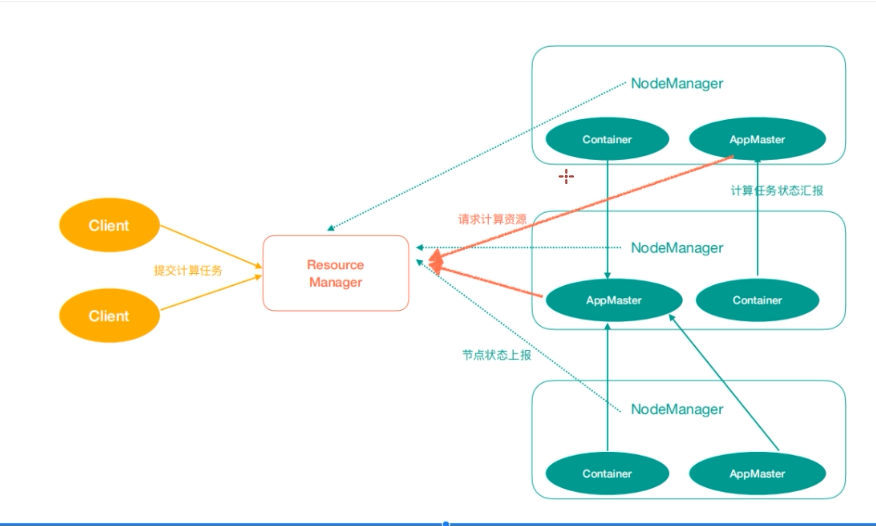 NodeManager
Container
AppMaster
计算任务状态汇报
请求计算资源
Client
提交计算任务
Client
Resource
Manager
NodeManager
AppMaster
Container
节点状态上报
NodeManager
Container
AppMaster